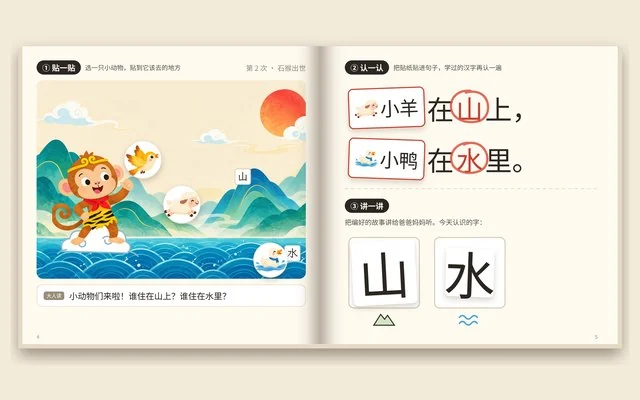 ① 贴一贴 选一只小动物，贴到它该去的地方
第 2 次 · 石猴出世
山
水
大人读 小动物们来啦！谁住在山上？谁住在水里？
4
② 认一认 把贴纸贴进句子，学过的汉字再认一遍
小羊在山上，
小鸭在水里。
③ 讲一讲
把编好的故事讲给爸爸妈妈听。今天认识的字：
山 水
5